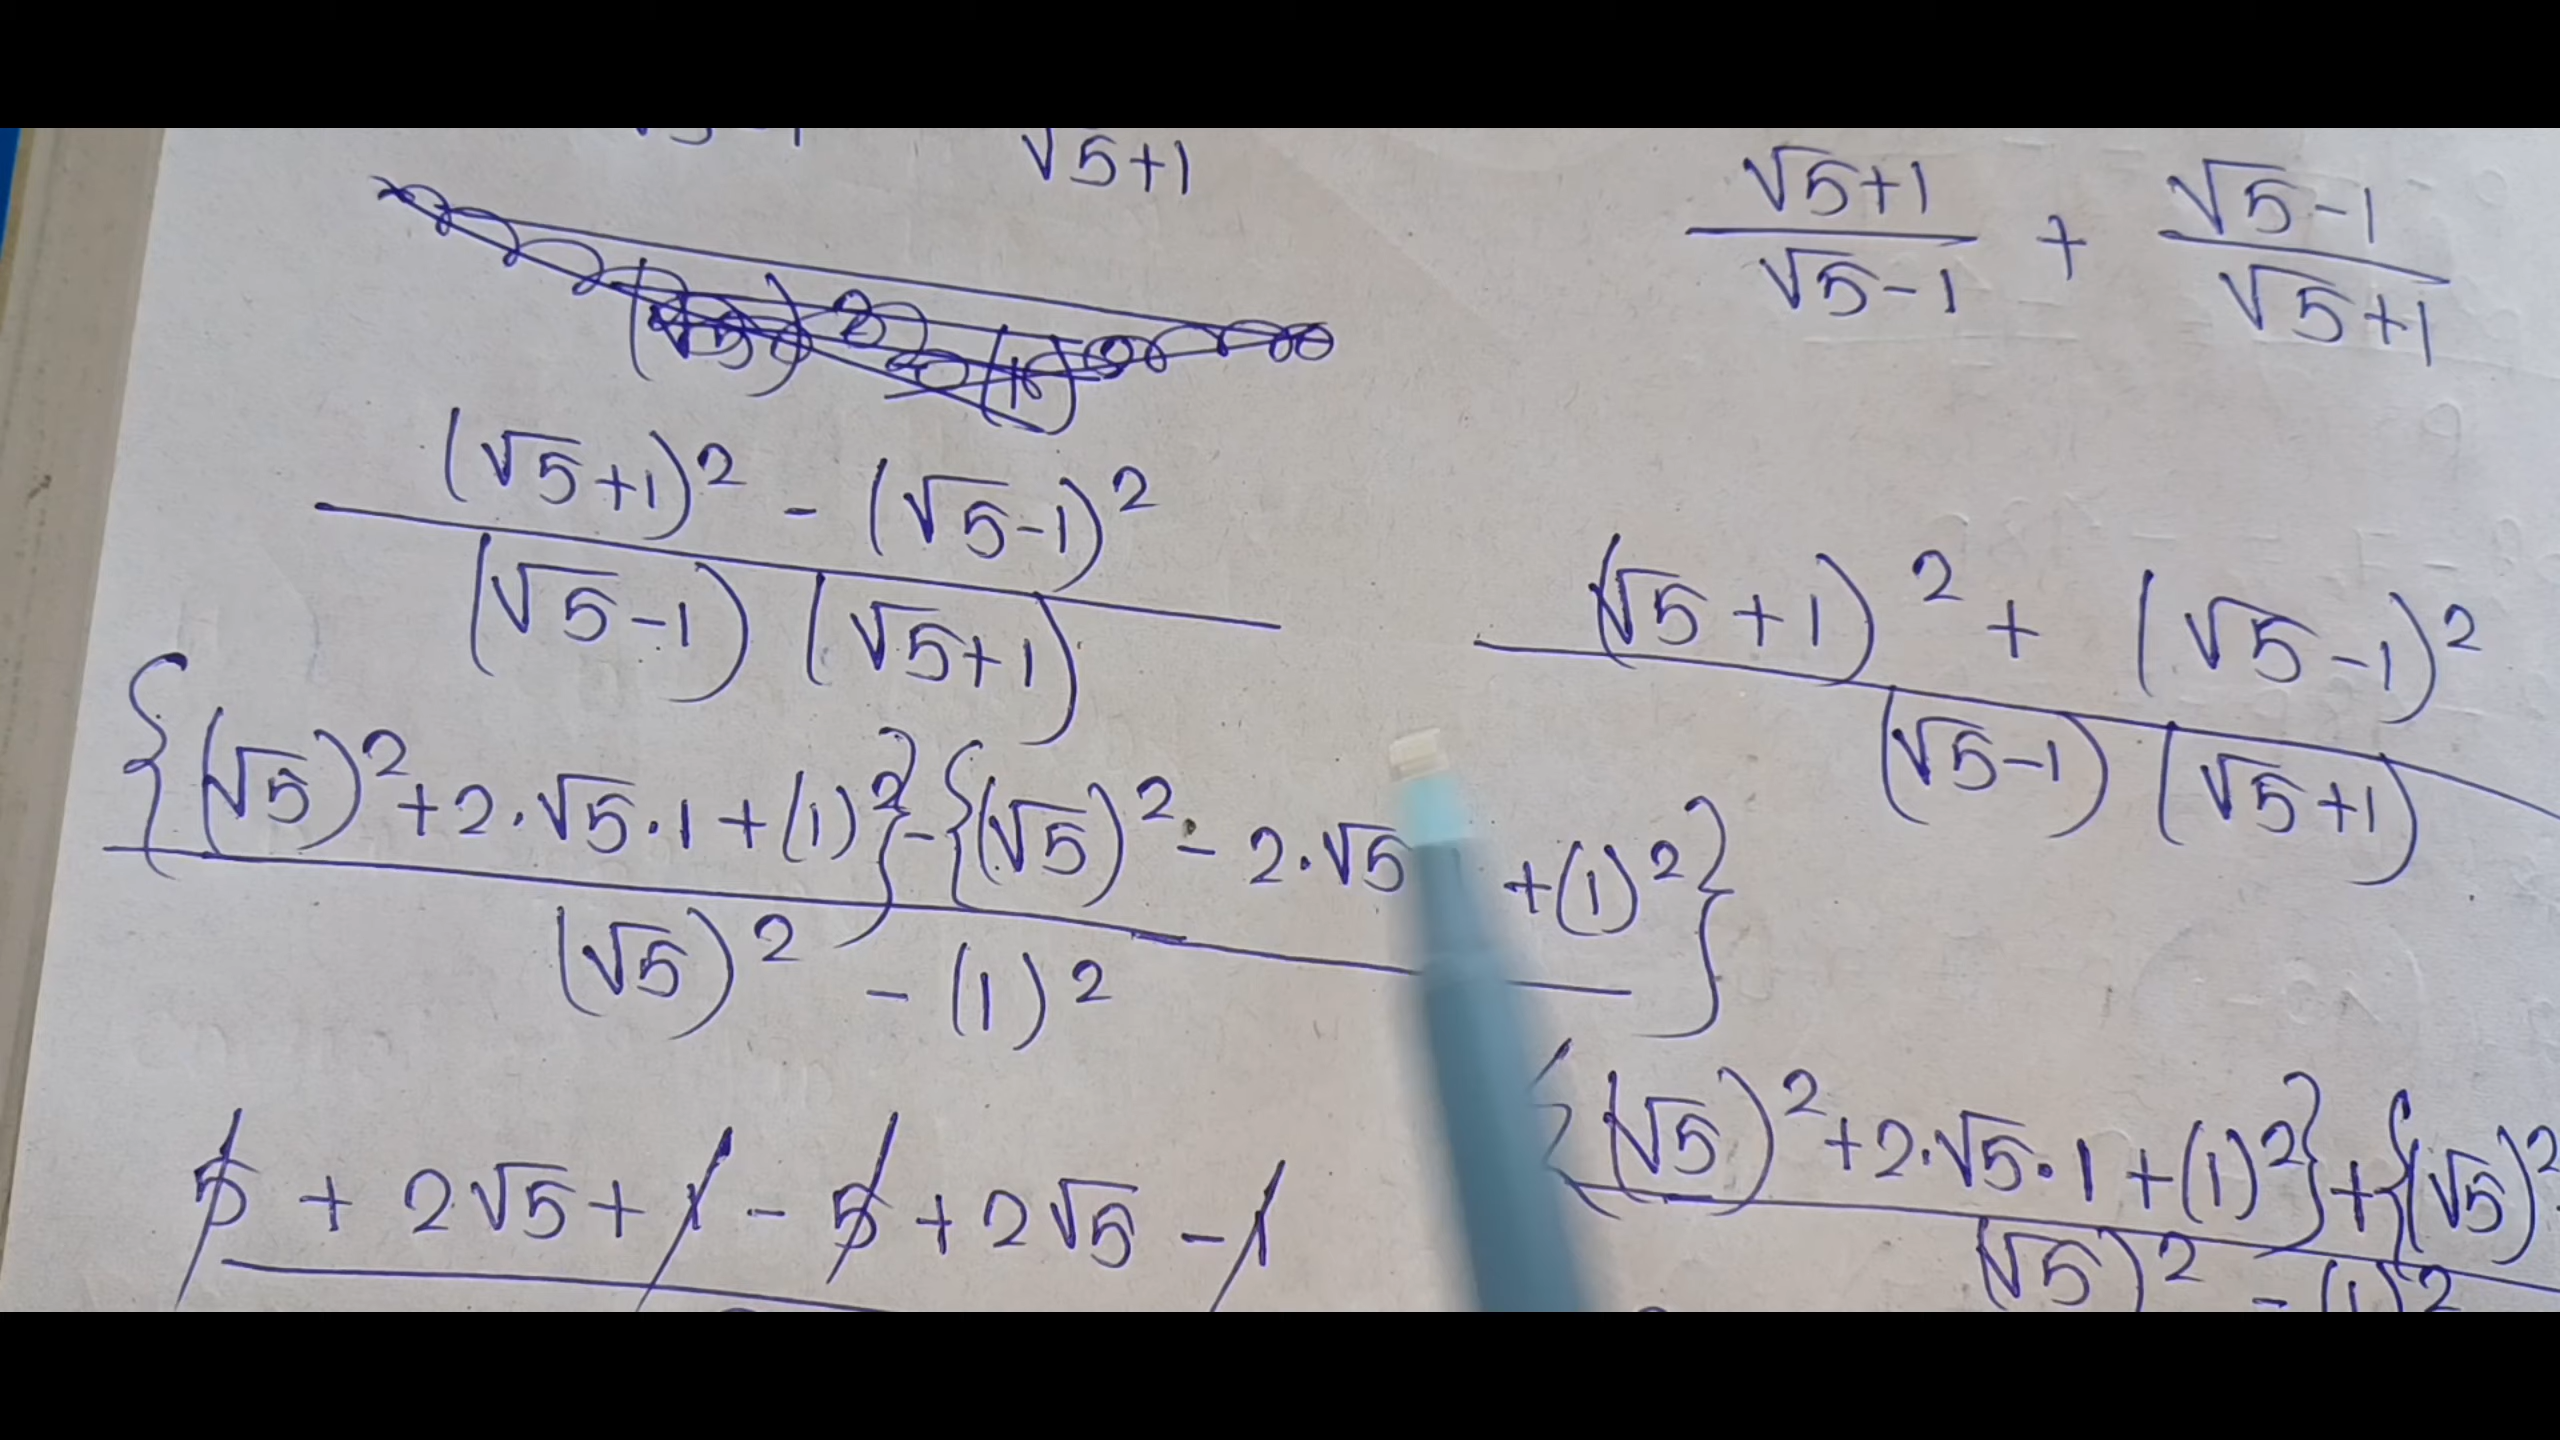 √5+1
(√5+1)² - (√5-1)²
(√5-1) (√5+1)
{(√5)²+2.√5.1+(1)²}-{(√5)²- 2.√5 +(1)²}
(√5)² - (1)²
5 + 2√5+1 - 5 +2√5 -1
√5+1 + √5-1
√5-1 √5+1
(√5+1)² + (√5-1)²
(√5-1) (√5+1)
{(√5)²+2.√5.1+(1)²}+{(√5)²
(√5)² - (1)²